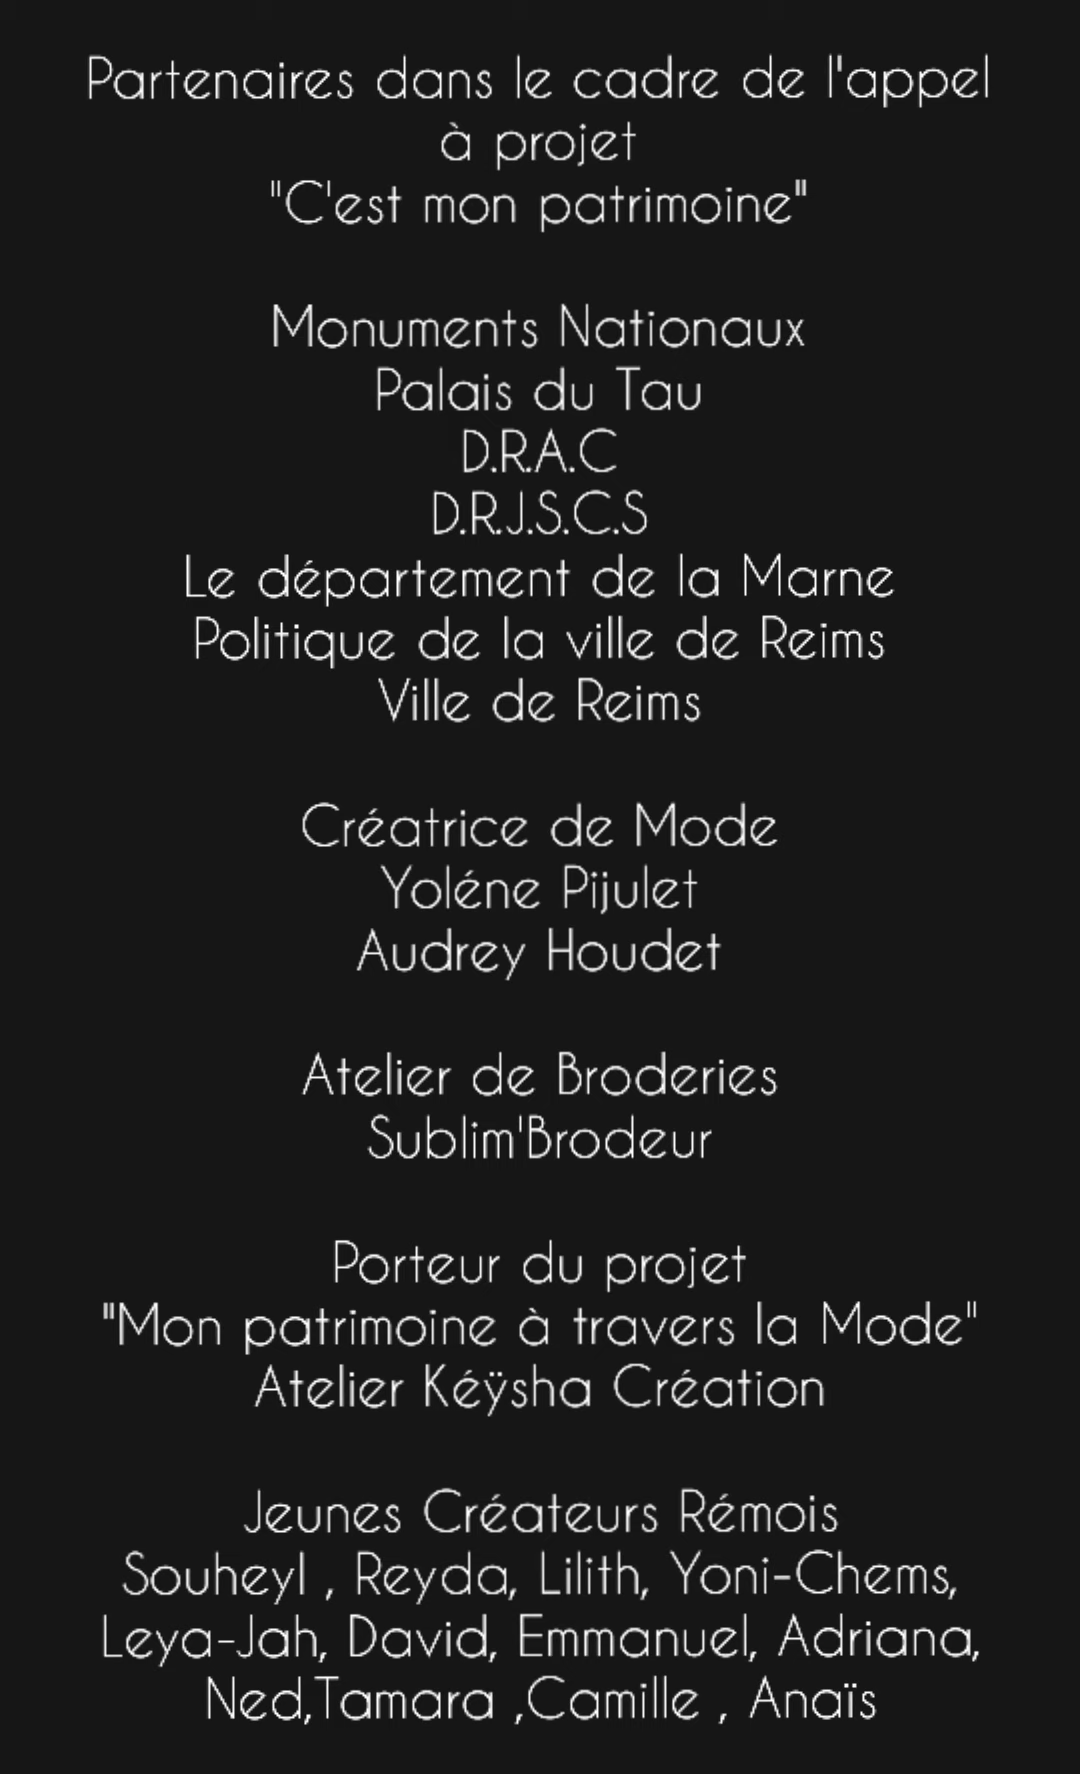 Partenaires dans le cadre de l'appel
à projet
"C'est mon patrimoine"
Monuments Nationaux
Palais du Tau
D.R.A.C
D.R.J.S.C.S
Le département de la Marne
Politique de la ville de Reims
Ville de Reims
Créatrice de Mode
Yoléne Pijulet
Audrey Houdet
Atelier de Broderies
Sublim'Brodeur
Porteur du projet
"Mon patrimoine à travers la Mode"
Atelier Kéÿsha Création
Jeunes Créateurs Rémois
Souheyl , Reyda, Lilith, Yoni-Chems,
Leya-Jah, David, Emmanuel, Adriana,
Ned,Tamara ,Camille , Anaïs